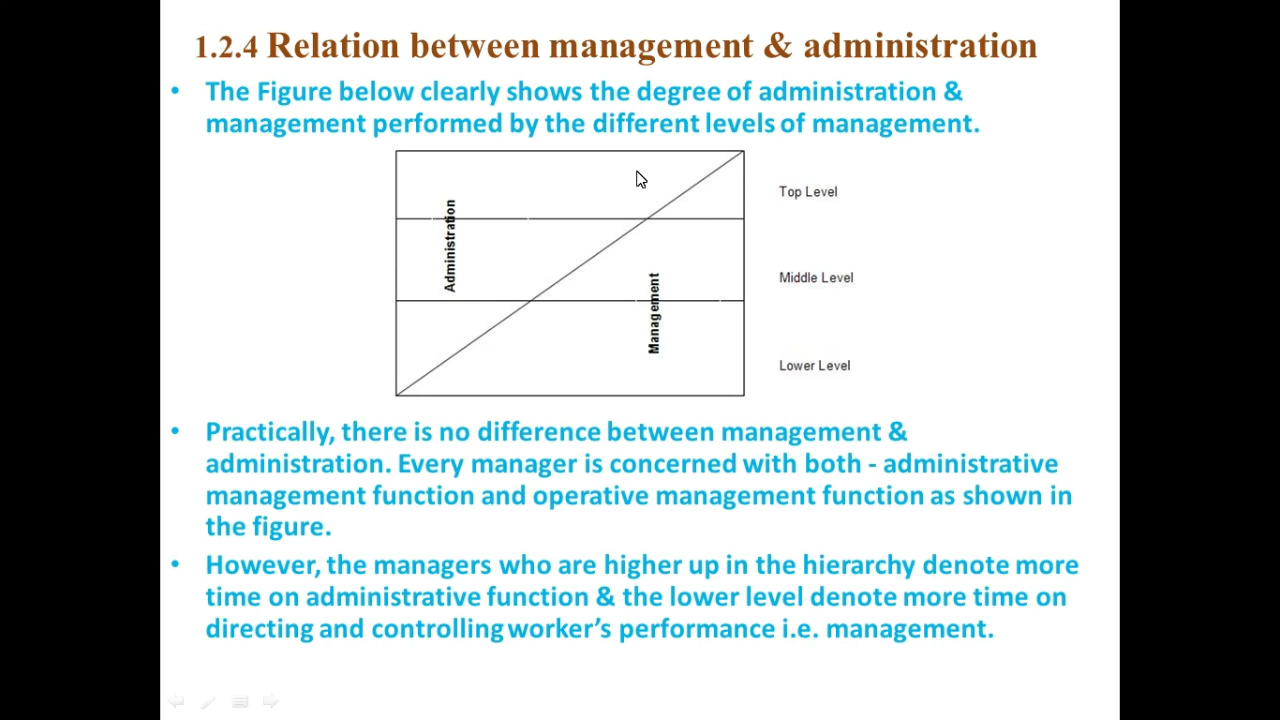 1.2.4 Relation between management & administration
• The Figure below clearly shows the degree of administration &
management performed by the different levels of management.
Administration
Management
Top Level
Middle Level
Lower Level
• Practically, there is no difference between management &
administration. Every manager is concerned with both - administrative
management function and operative management function as shown in
the figure.
• However, the managers who are higher up in the hierarchy denote more
time on administrative function & the lower level denote more time on
directing and controlling worker's performance i.e. management.